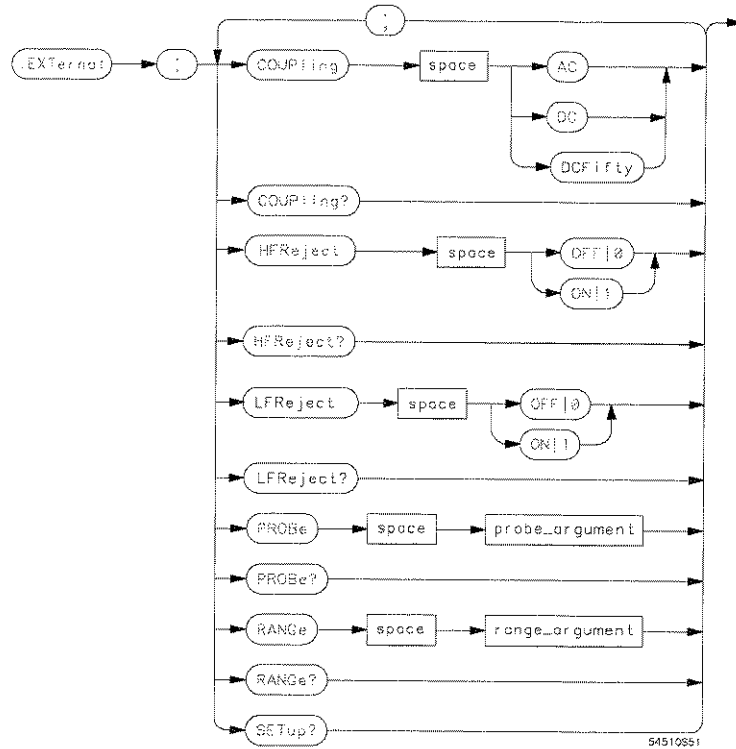 ;
:EXTernal : COUPling space AC
DC
DCFifty
COUPling?
HFReject space OFF|0
ON|1
HFReject?
LFReject space OFF|0
ON|1
LFReject?
PROBe space probe_argument
PROBe?
RANGe space range_argument
RANGe?
SETup?
54510S51